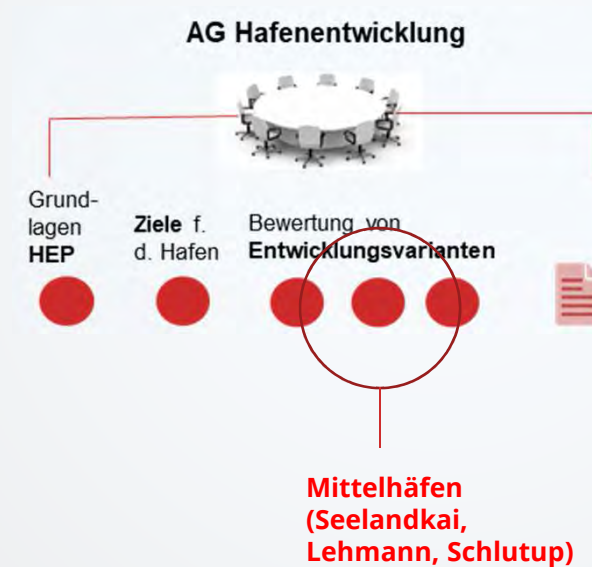 AG Hafenentwicklung
Grund-
lagen
HEP
Ziele f.
d. Hafen
Bewertung von
Entwicklungsvarianten
Mittelhäfen
(Seelandkai,
Lehmann, Schlutup)